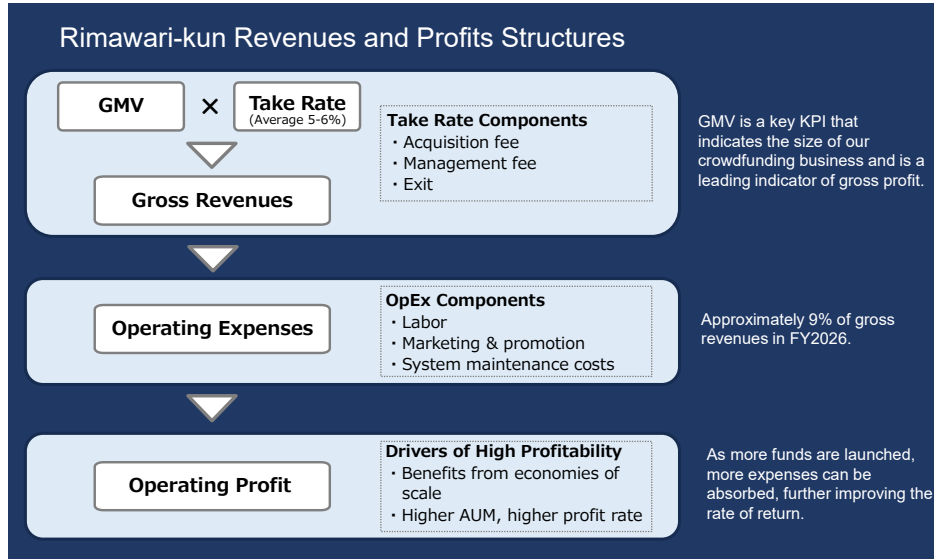 Rimawari-kun Revenues and Profits Structures
GMV
×
Take Rate
(Average 5-6%)
Gross Revenues
Take Rate Components
・Acquisition fee
・Management fee
・Exit
GMV is a key KPI that
indicates the size of our
crowdfunding business and is a
leading indicator of gross profit.
Operating Expenses
OpEx Components
・Labor
・Marketing & promotion
・System maintenance costs
Approximately 9% of gross
revenues in FY2026.
Operating Profit
Drivers of High Profitability
・Benefits from economies of
scale
・Higher AUM, higher profit rate
As more funds are launched,
more expenses can be
absorbed, further improving the
rate of return.